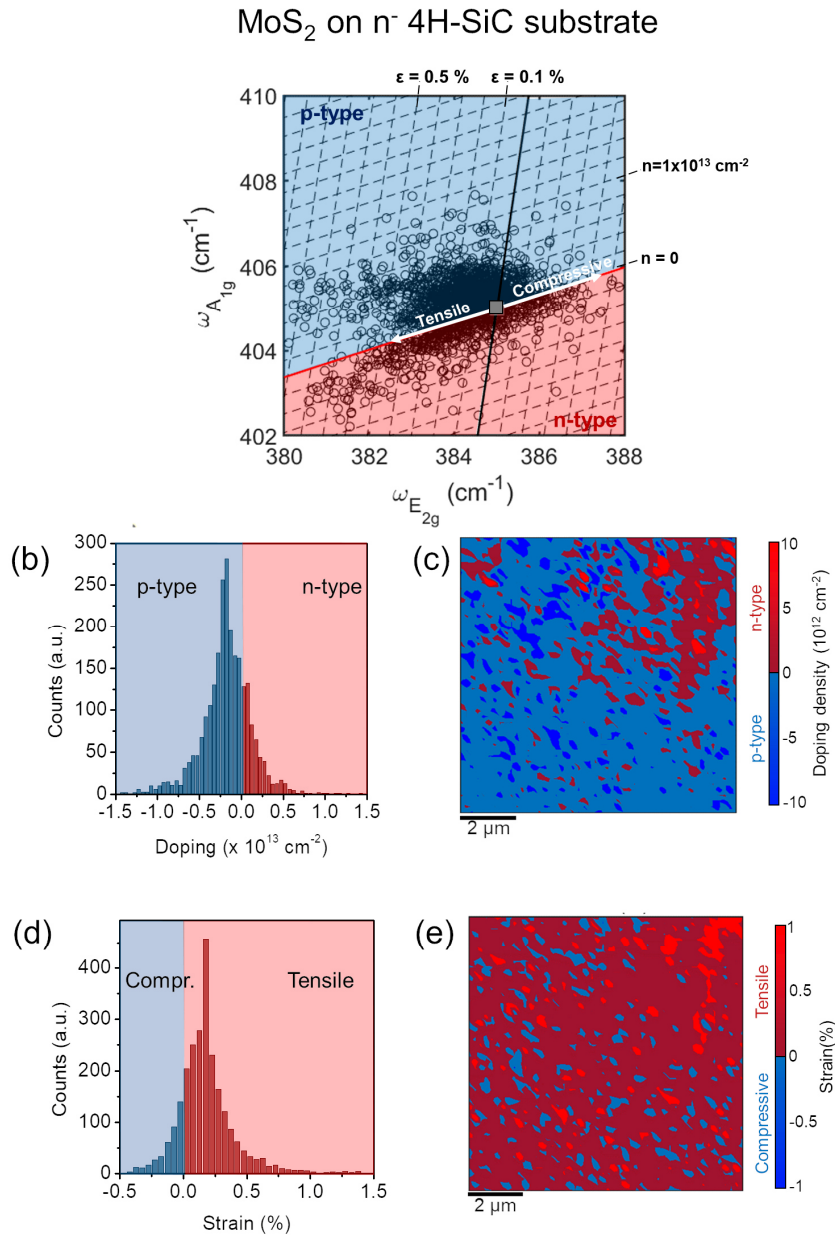 MoS2 on n- 4H-SiC substrate
ε = 0.5 % ε = 0.1 %
410
p-type
408
n=1x10^13 cm^-2
ω_A1g (cm^-1)
406
n = 0
Compressive
Tensile
404
n-type
402
380 382 384 386 388
ω_E2g (cm^-1)
(b)
300
250
200
150
100
50
0
Counts (a.u.)
p-type n-type
-1.5 -1.0 -0.5 0.0 0.5 1.0 1.5
Doping (x 10^13 cm^-2)
(c)
2 µm
p-type n-type
10
5
0
-5
-10
Doping density (10^12 cm^-2)
(d)
400
300
200
100
0
Counts (a.u.)
Compr. Tensile
-0.5 0.0 0.5 1.0 1.5
Strain (%)
(e)
2 µm
Compressive Tensile
1
0.5
0
-0.5
-1
Strain(%)